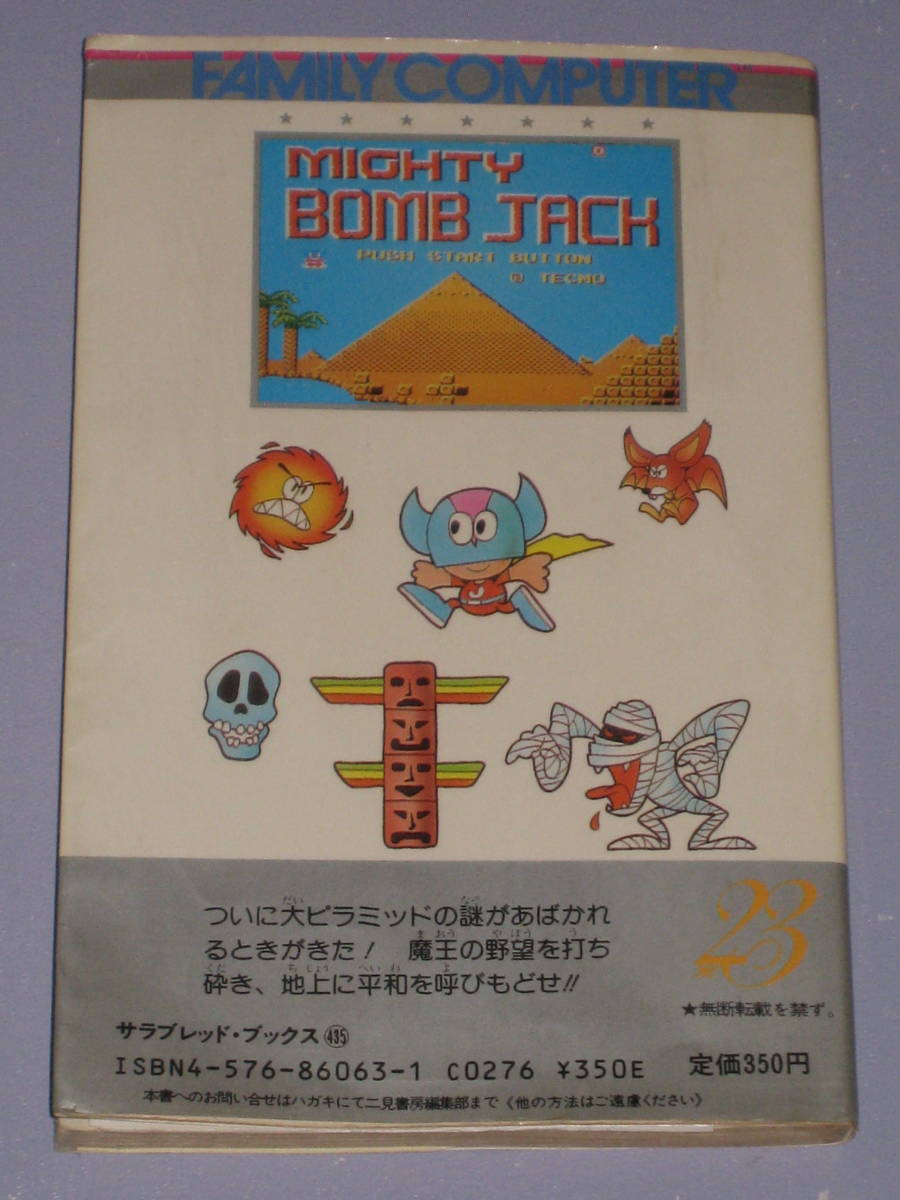 FAMILY COMPUTER™
MIGHTY
BOMB JACK
PUSH START BUTTON
@ TECMO
J
ついに大ピラミッドの謎があばかれ
るときがきた！ 魔王の野望を打ち
砕き、地上に平和を呼びもどせ!!
23
★無断転載を禁ず。
サラブレッド・ブックス 435
ISBN4-576-86063-1 C0276 ¥350E 定価350円
本書へのお問い合せはハガキにて二見書房編集部まで《他の方法はご遠慮ください》